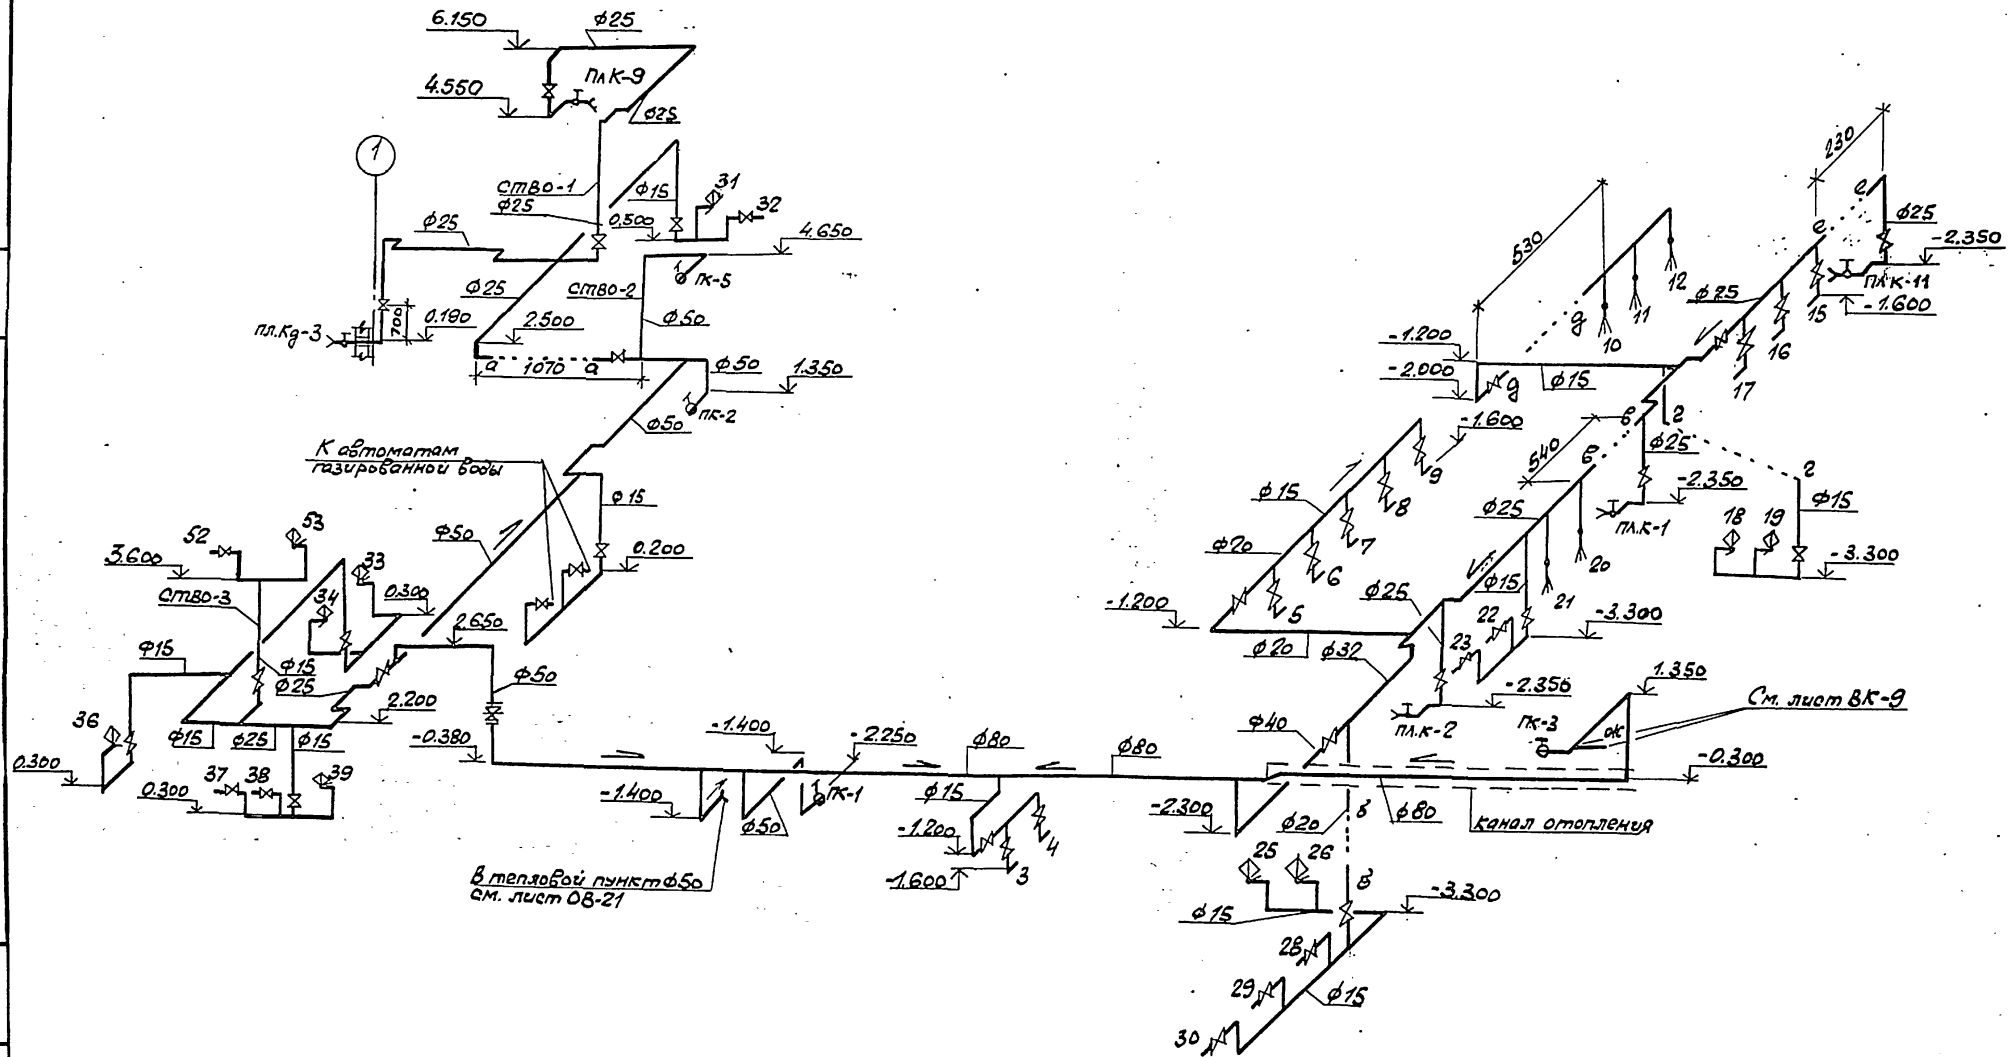 6.150
ф25
ПлК-9
4.550
ф25
1
СТВО-1
ф25
ф15
31
32
0.500
4.650
ф25
ПК-5
ф25
СТВО-2
ф50
пл.Кд-3
700
0.190
2.500
а
1070
а
ф50
1.350
ПК-2
ф50
К автоматам
газированной воды
ф15
52
53
3.600
ф50
33
0.200
0.300
СТВО-3
34
2.650
ф15
ф15
ф25
ф50
2.200
36
ф15
ф25
ф15
-0.380
0.300
37
38
39
0.300
-1.400
-2.250
ф80
ф80
-1.400
ф50
ПК-1
ф15
-1.200
4
-1.600
3
В тепловой пункт ф50
см. лист ОВ-21
230
е
ф25
530
е
-2.350
12
ф25
ПЛ.К-11
д
11
15
-1.600
10
16
-1.200
17
-2.000
ф15
д
в
г
-1.600
ф25
540
в
г
9
-2.350
ф15
ф15
8
ф25
ПЛ.К-1
18
19
7
ф20
20
-3.300
6
ф15
ф25
21
-1.200
5
22
-3.300
23
ф20
ф32
1.350
-2.350
См. лист ВК-9
ф40
ПЛ.К-2
ПК-3
ж
-0.300
-2.300
ф20
ф80
канал отопления
25
26
-3.300
ф15
28
29
ф15
30